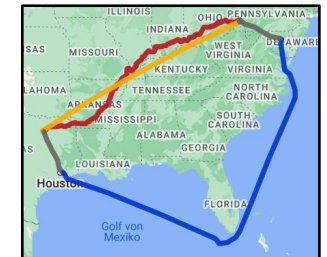 ILLINOIS
OHIO PENNSYLVANIA
INDIANA
SAS
MISSOURI
WEST
VIRGINIA
DELAWARE
KENTUCKY
VIRGINIA
LAHOMA
TENNESSEE
NORTH
CAROLINA
ARKANSAS
MISSISSIPPI
SOUTH
CAROLINA
ALABAMA
GEORGIA
AS
LOUISIANA
Houston
FLORIDA
Golf von
Mexiko